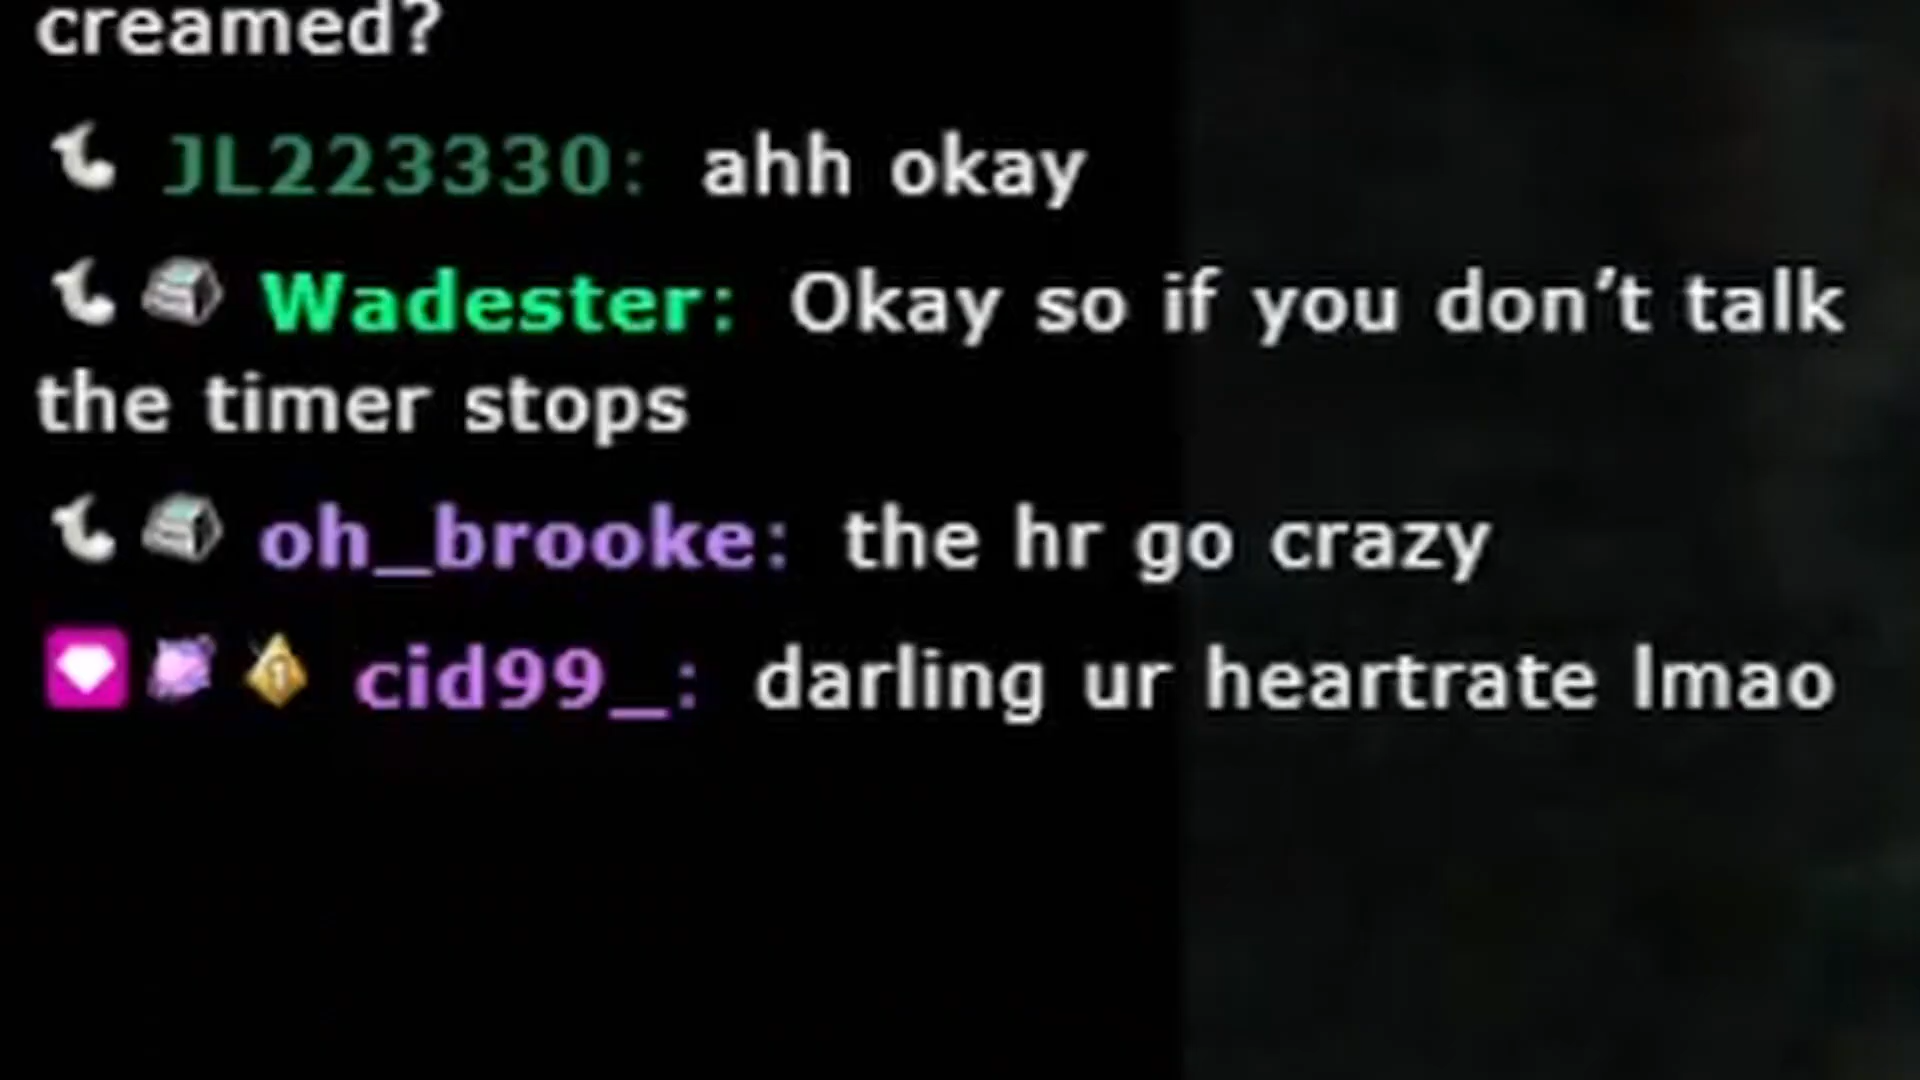 creamed?
JL223330: ahh okay
Wadester: Okay so if you don’t talk
the timer stops
oh_brooke: the hr go crazy
cid99_: darling ur heartrate lmao